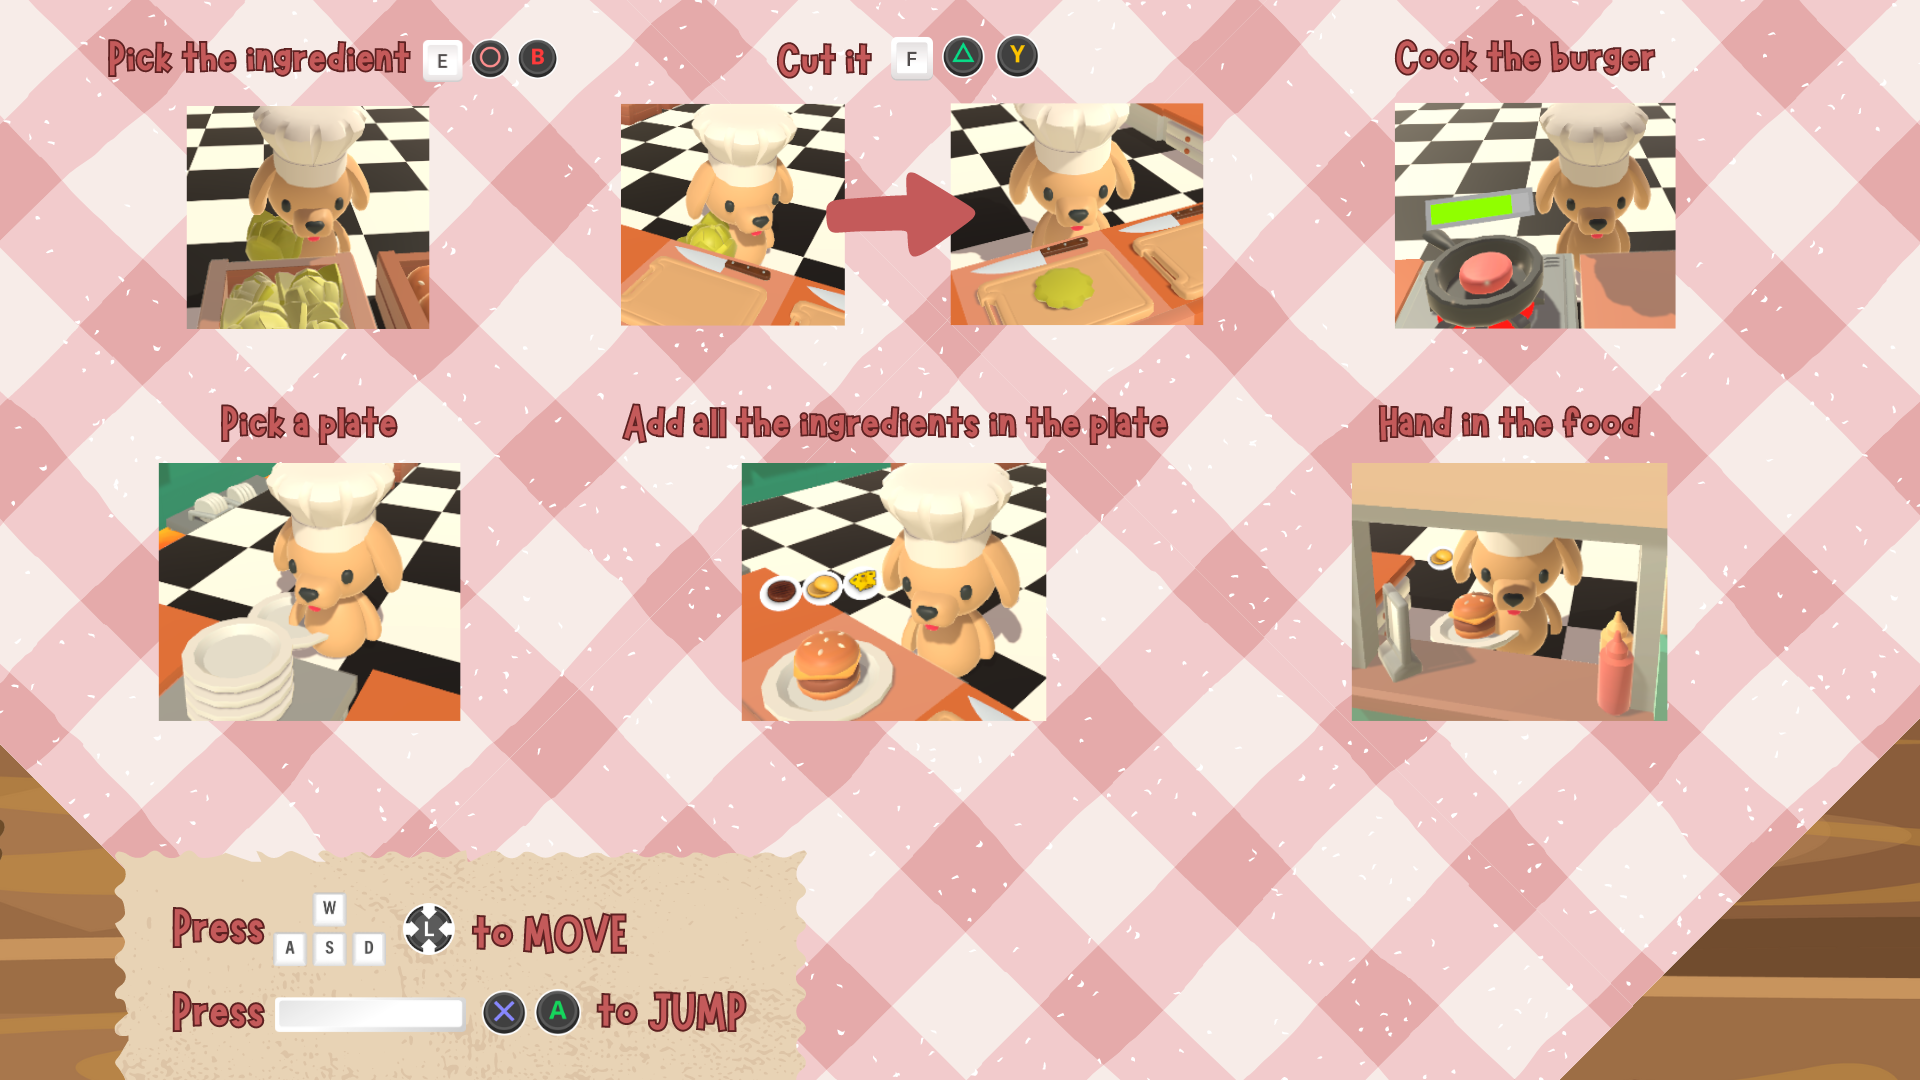 Pick the ingredient E B
Cut it F Y
Cook the burger
Pick a plate
Add all the ingredients in the plate
Hand in the food
Press W A S D L to MOVE
Press A to JUMP